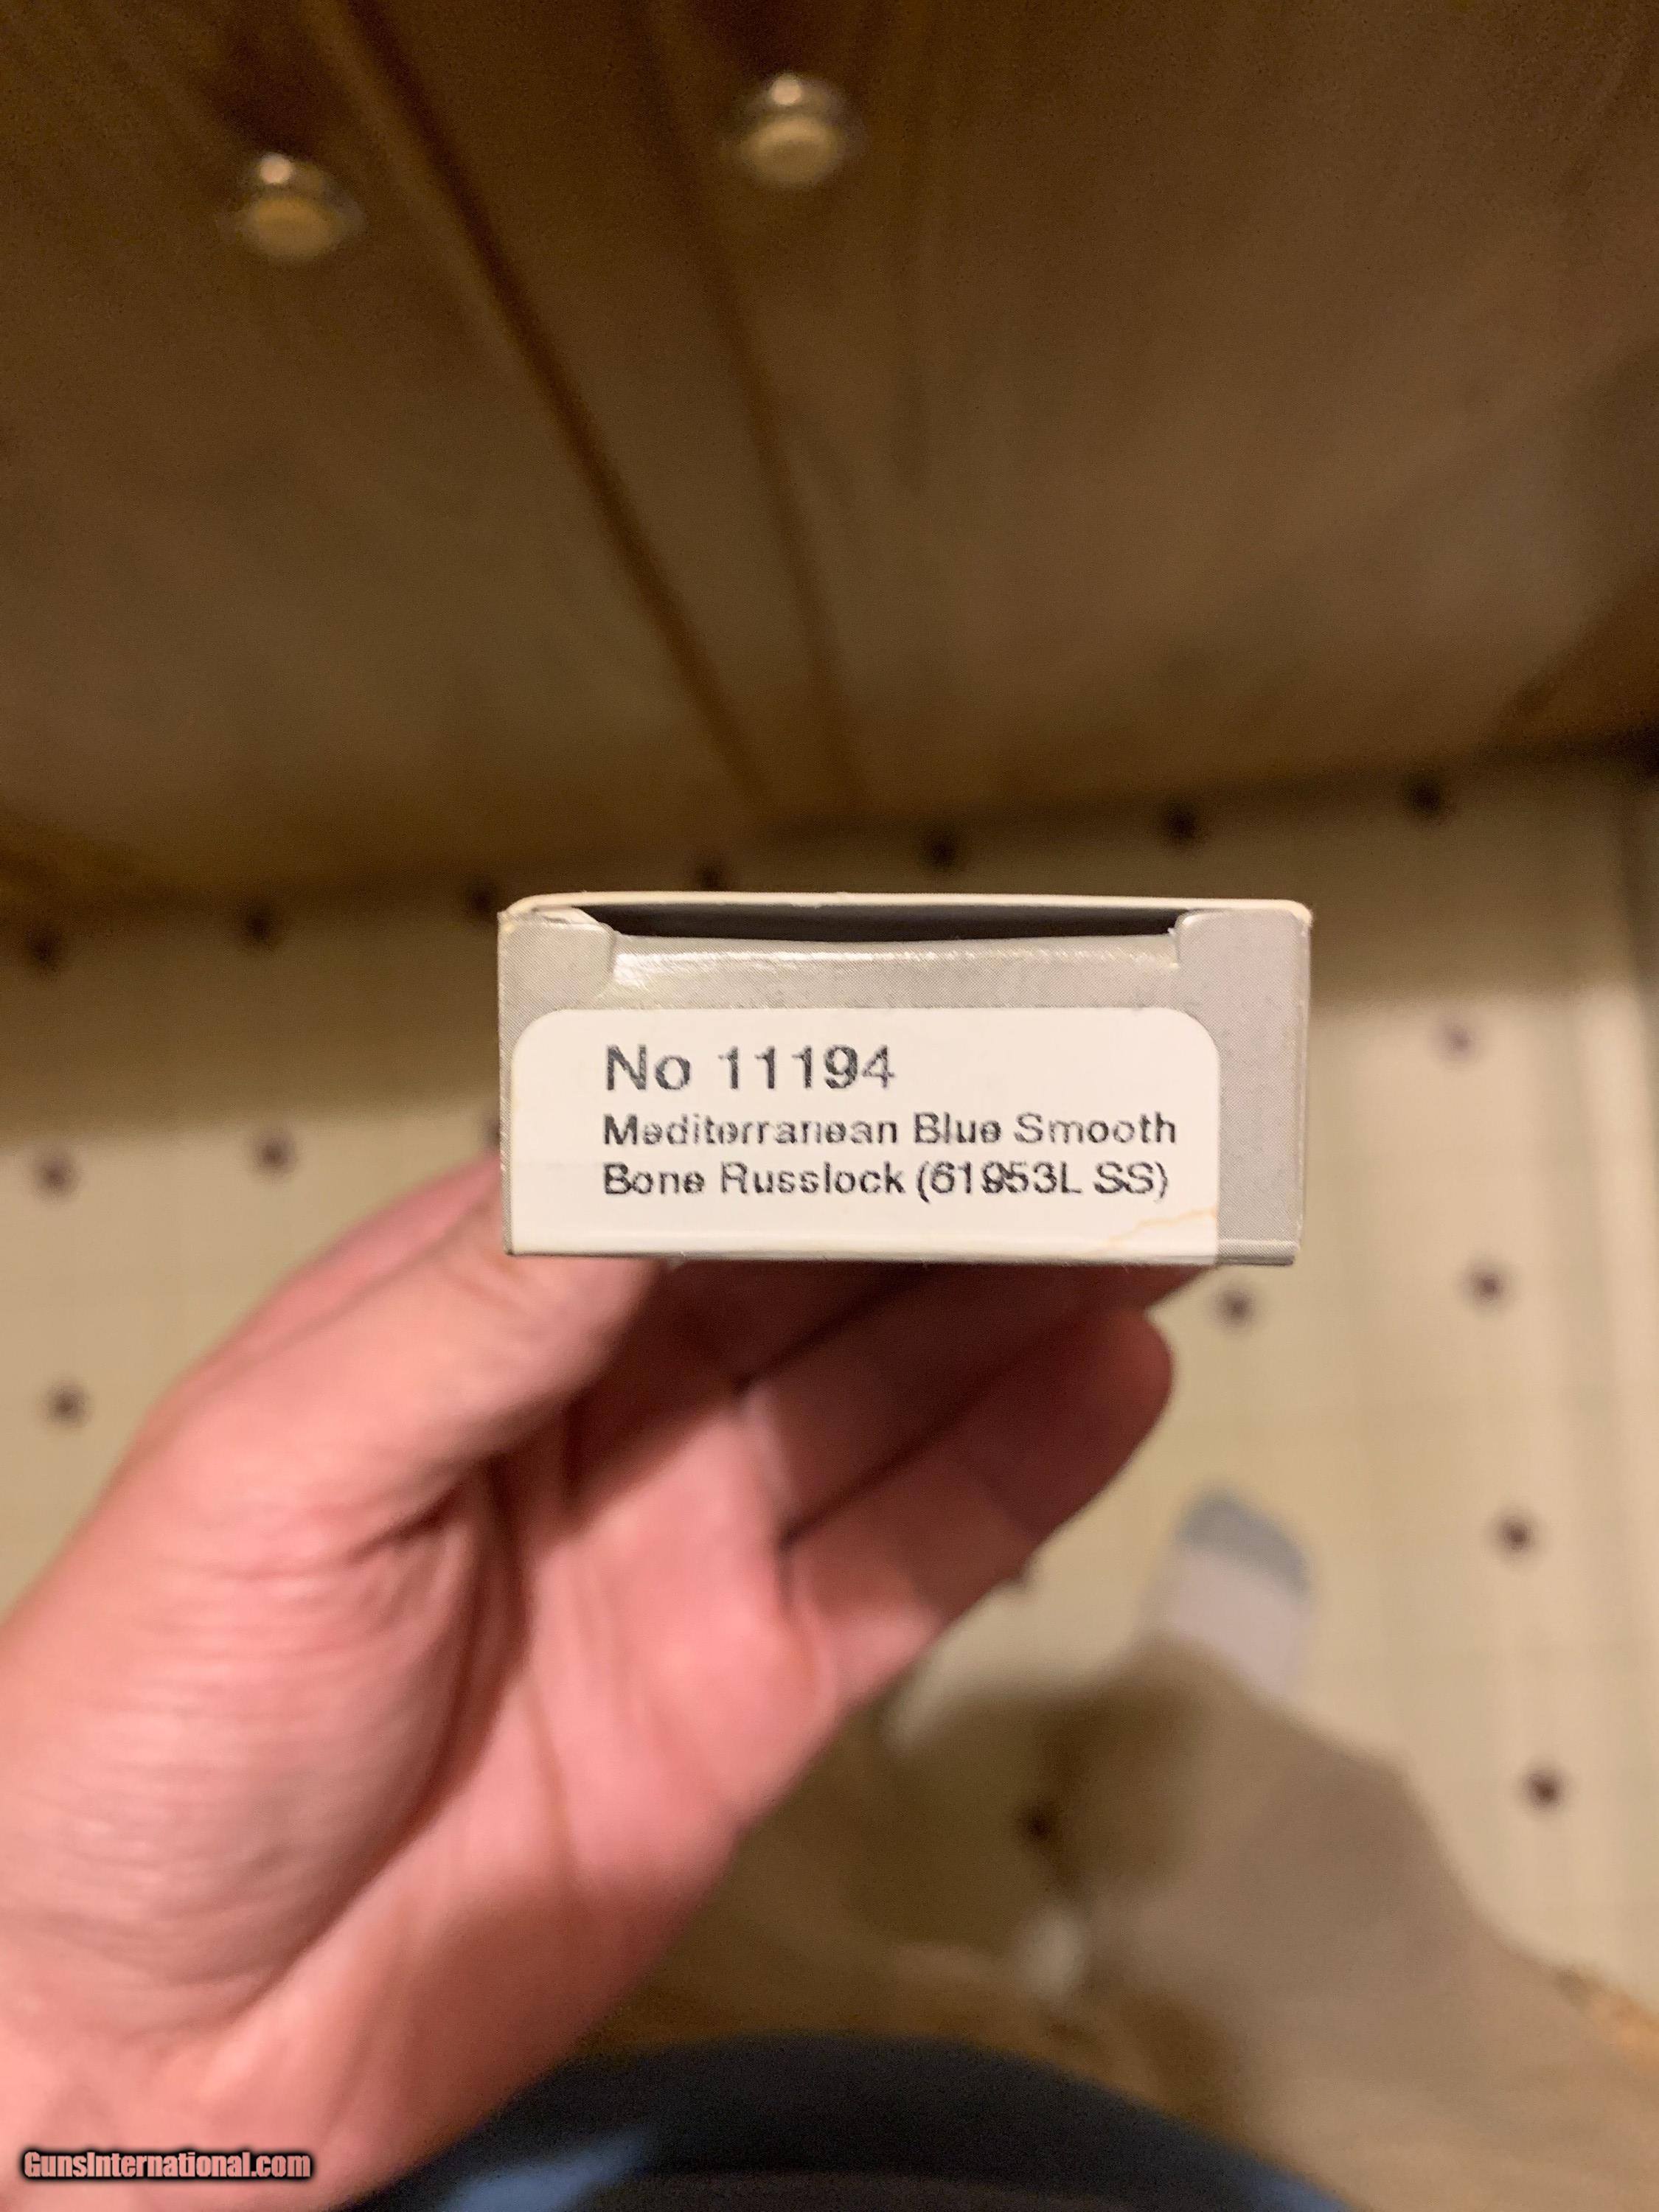 No 11194
Mediterranean Blue Smooth
Bone Russlock (61953L SS)
GunsInternational.com